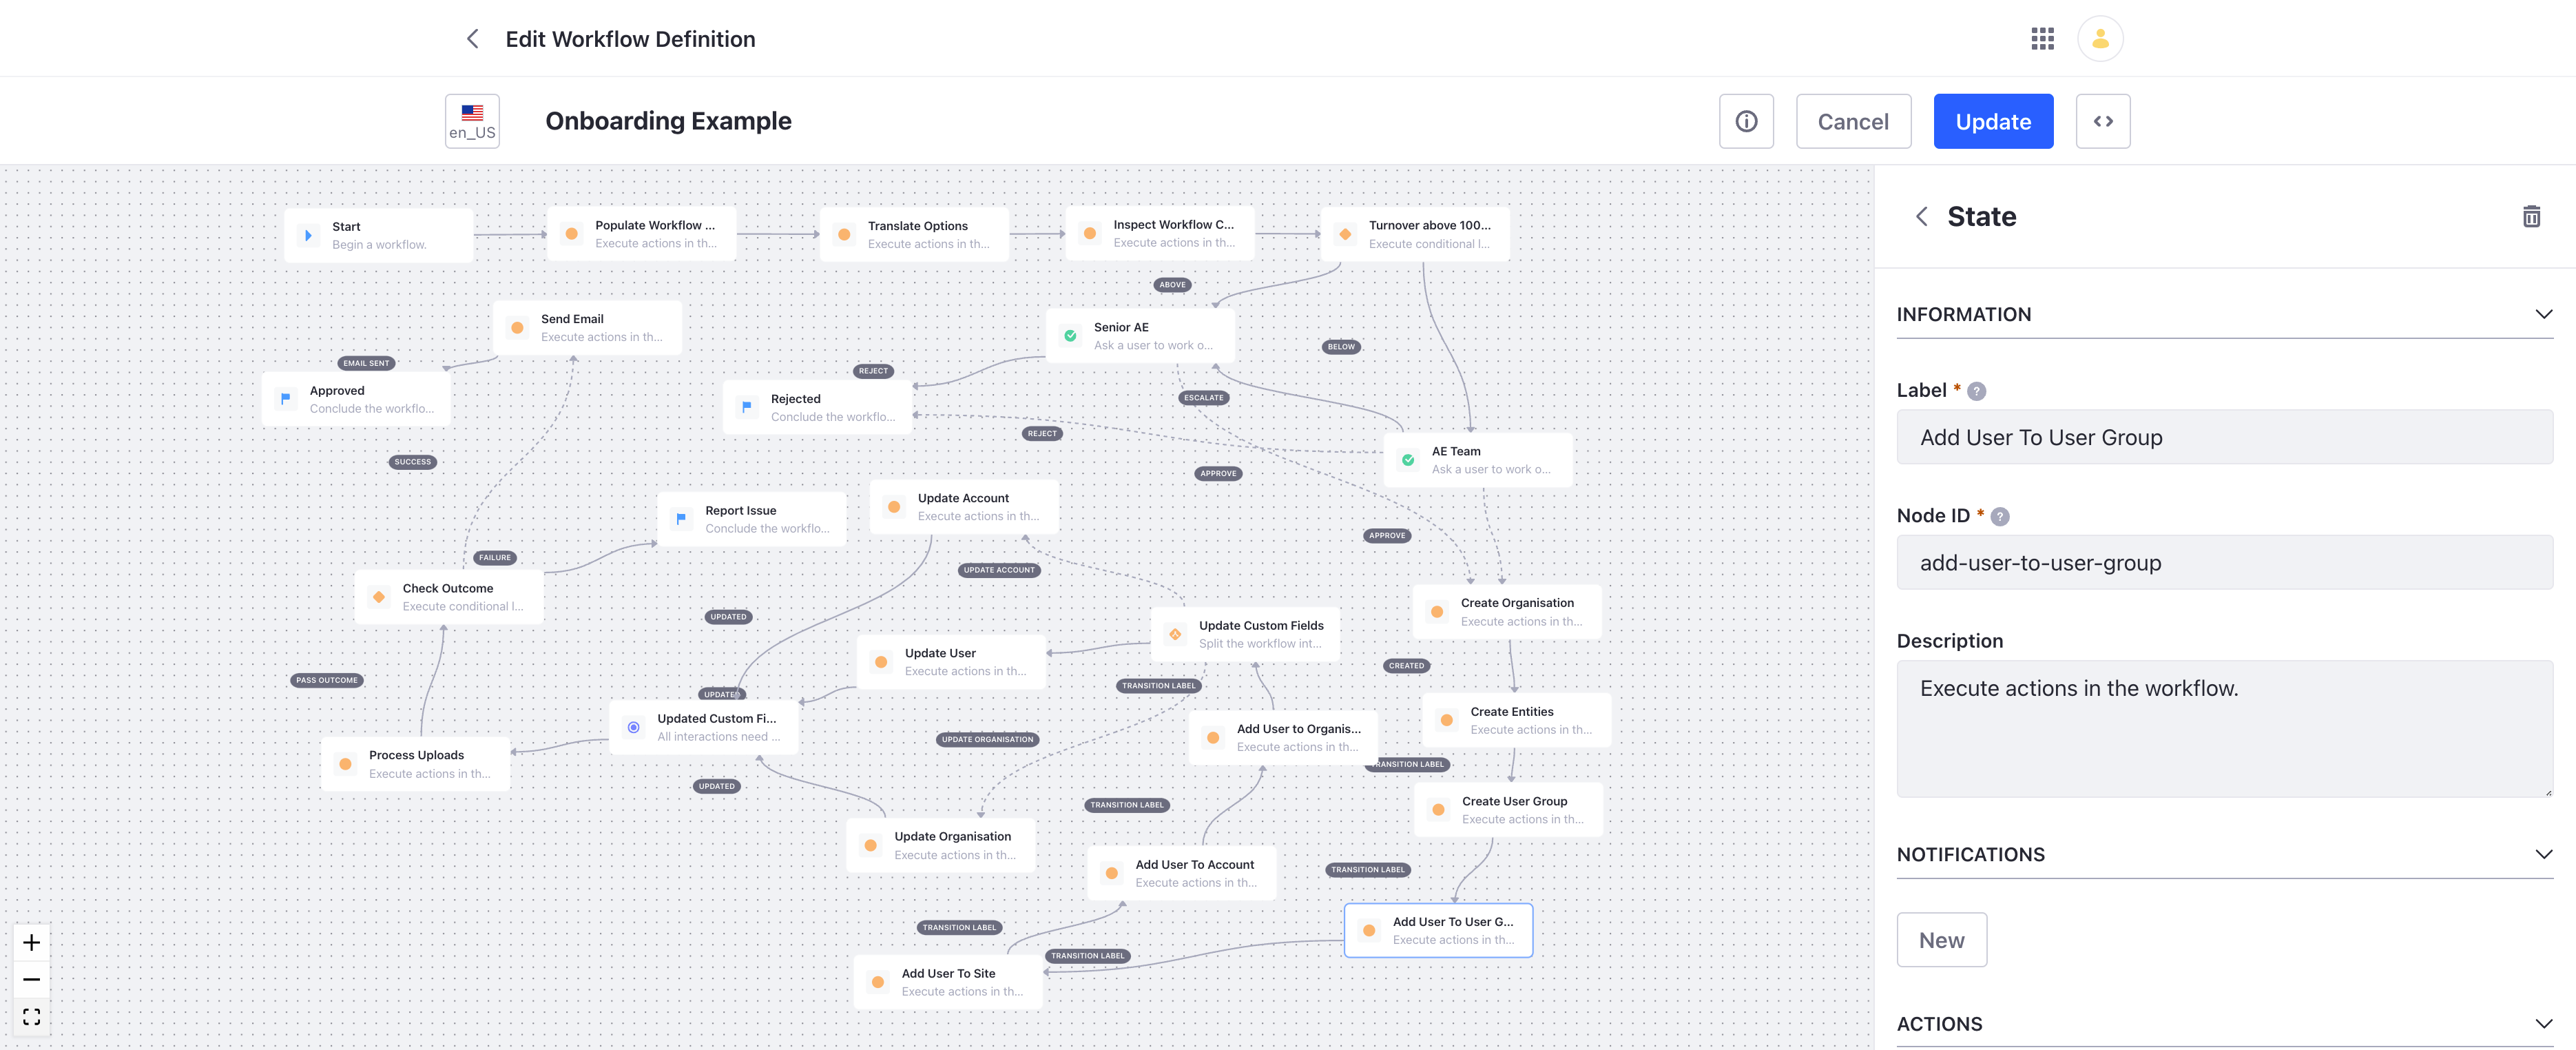 Edit Workflow Definition
en_US
Onboarding Example
Cancel
Update
Start
Begin a workflow.
Populate Workflow ...
Execute actions in th...
Translate Options
Execute actions in th...
Inspect Workflow C...
Execute actions in th...
Turnover above 100...
Execute conditional l...
ABOVE
Send Email
Execute actions in th...
Senior AE
Ask a user to work o...
BELOW
EMAIL SENT
REJECT
Approved
Conclude the workflo...
Rejected
Conclude the workflo...
ESCALATE
REJECT
AE Team
Ask a user to work o...
SUCCESS
APPROVE
Update Account
Execute actions in th...
Report Issue
Conclude the workflo...
APPROVE
FAILURE
UPDATE ACCOUNT
Check Outcome
Execute conditional l...
Create Organisation
Execute actions in th...
UPDATED
Update Custom Fields
Split the workflow int...
Update User
Execute actions in th...
CREATED
PASS OUTCOME
TRANSITION LABEL
UPDATED
Updated Custom Fi...
All interactions need ...
Create Entities
Execute actions in th...
Add User to Organis...
Execute actions in th...
UPDATE ORGANISATION
Process Uploads
Execute actions in th...
TRANSITION LABEL
UPDATED
Create User Group
Execute actions in th...
TRANSITION LABEL
Update Organisation
Execute actions in th...
Add User To Account
Execute actions in th...
TRANSITION LABEL
Add User To User G...
Execute actions in th...
TRANSITION LABEL
TRANSITION LABEL
Add User To Site
Execute actions in th...
State
INFORMATION
Label *
Add User To User Group
Node ID *
add-user-to-user-group
Description
Execute actions in the workflow.
NOTIFICATIONS
New
ACTIONS